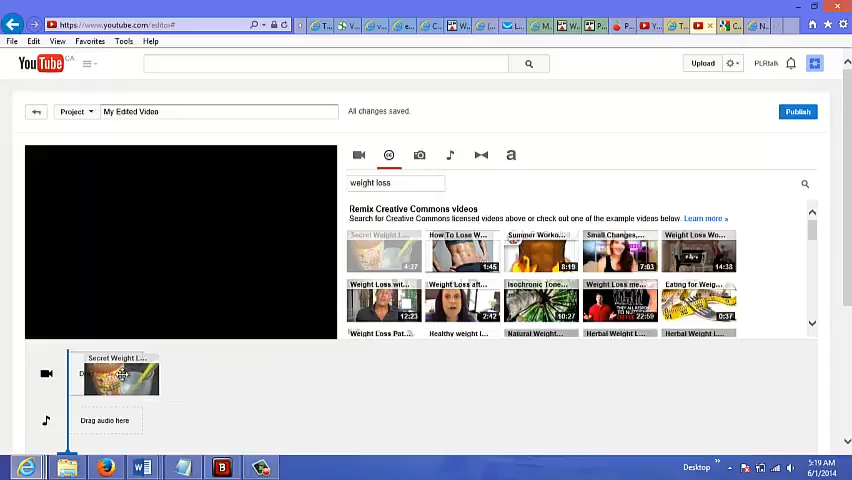 https://www.youtube.com/editor#
File Edit View Favorites Tools Help
YouTube CA
Upload
PLRtalk
Project
My Edited Video
All changes saved.
Publish
weight loss
Remix Creative Commons videos
Search for Creative Commons licensed videos above or check out one of the example videos below. Learn more »
Secret Weight L... How To Lose W... Summer Worko... Small Changes,... Weight Loss Wo...
4:27 1:45 8:19 7:03 14:38
Weight Loss wit... Weight Loss aft... Isochronic Tone... Weight Loss me... Eating for Weig...
12:23 2:42 10:27 22:59 0:37
Weight Loss Pat... Healthy weight l... Natural Weight... Herbal Weight... Herbal Weight...
Secret Weight L...
Drag audio here
Desktop
5:19 AM
6/1/2014